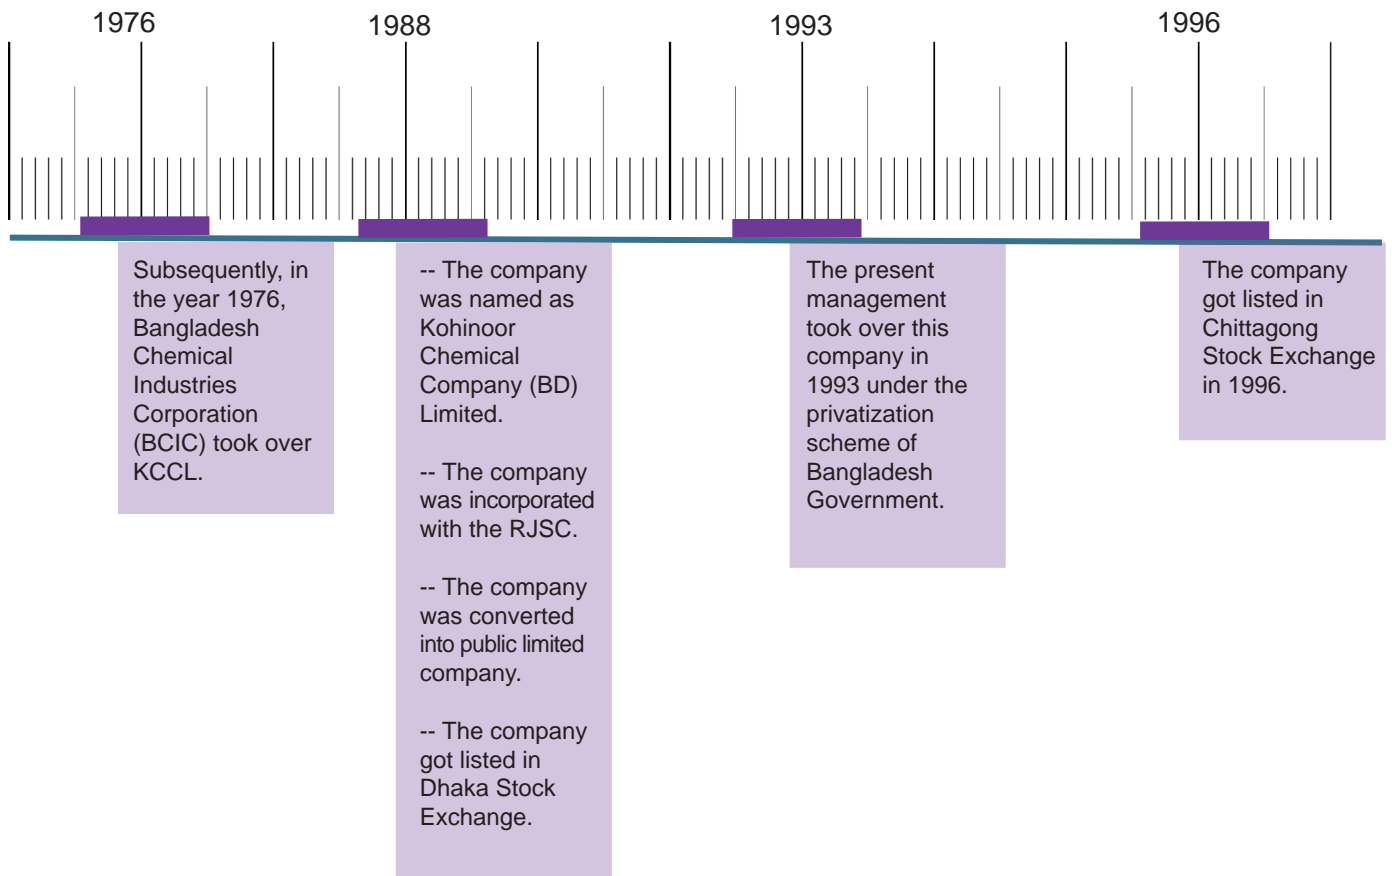 1976
1988
1993
1996
Subsequently, in
the year 1976,
Bangladesh
Chemical
Industries
Corporation
(BCIC) took over
KCCL.
-- The company
was named as
Kohinoor
Chemical
Company (BD)
Limited.
-- The company
was incorporated
with the RJSC.
-- The company
was converted
into public limited
company.
-- The company
got listed in
Dhaka Stock
Exchange.
The present
management
took over this
company in
1993 under the
privatization
scheme of
Bangladesh
Government.
The company
got listed in
Chittagong
Stock Exchange
in 1996.